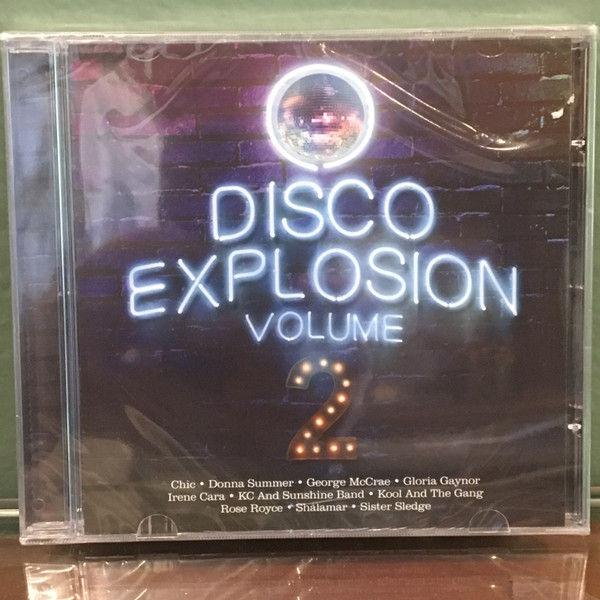 DISCO
EXPLOSION
VOLUME
2
Chic • Donna Summer • George McCrae • Gloria Gaynor
Irene Cara • KC And Sunshine Band • Kool And The Gang
Rose Royce • Shalamar • Sister Sledge